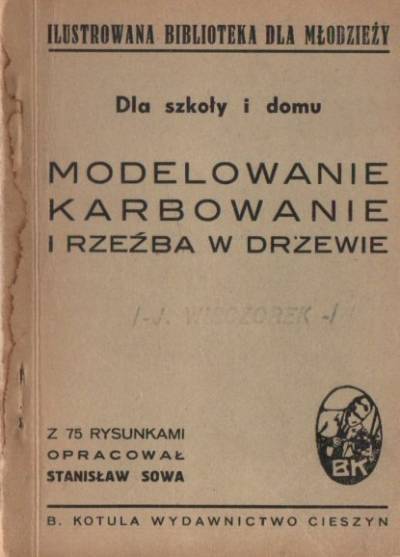 ILUSTROWANA BIBLIOTEKA DLA MŁODZIEŻY
Dla szkoły i domu
MODELOWANIE
KARBOWANIE
I RZEŹBA W DRZEWIE
/-J. WIECZOREK -/
Z 75 RYSUNKAMI
OPRACOWAŁ
STANISŁAW SOWA
BK
B. KOTULA WYDAWNICTWO CIESZYN